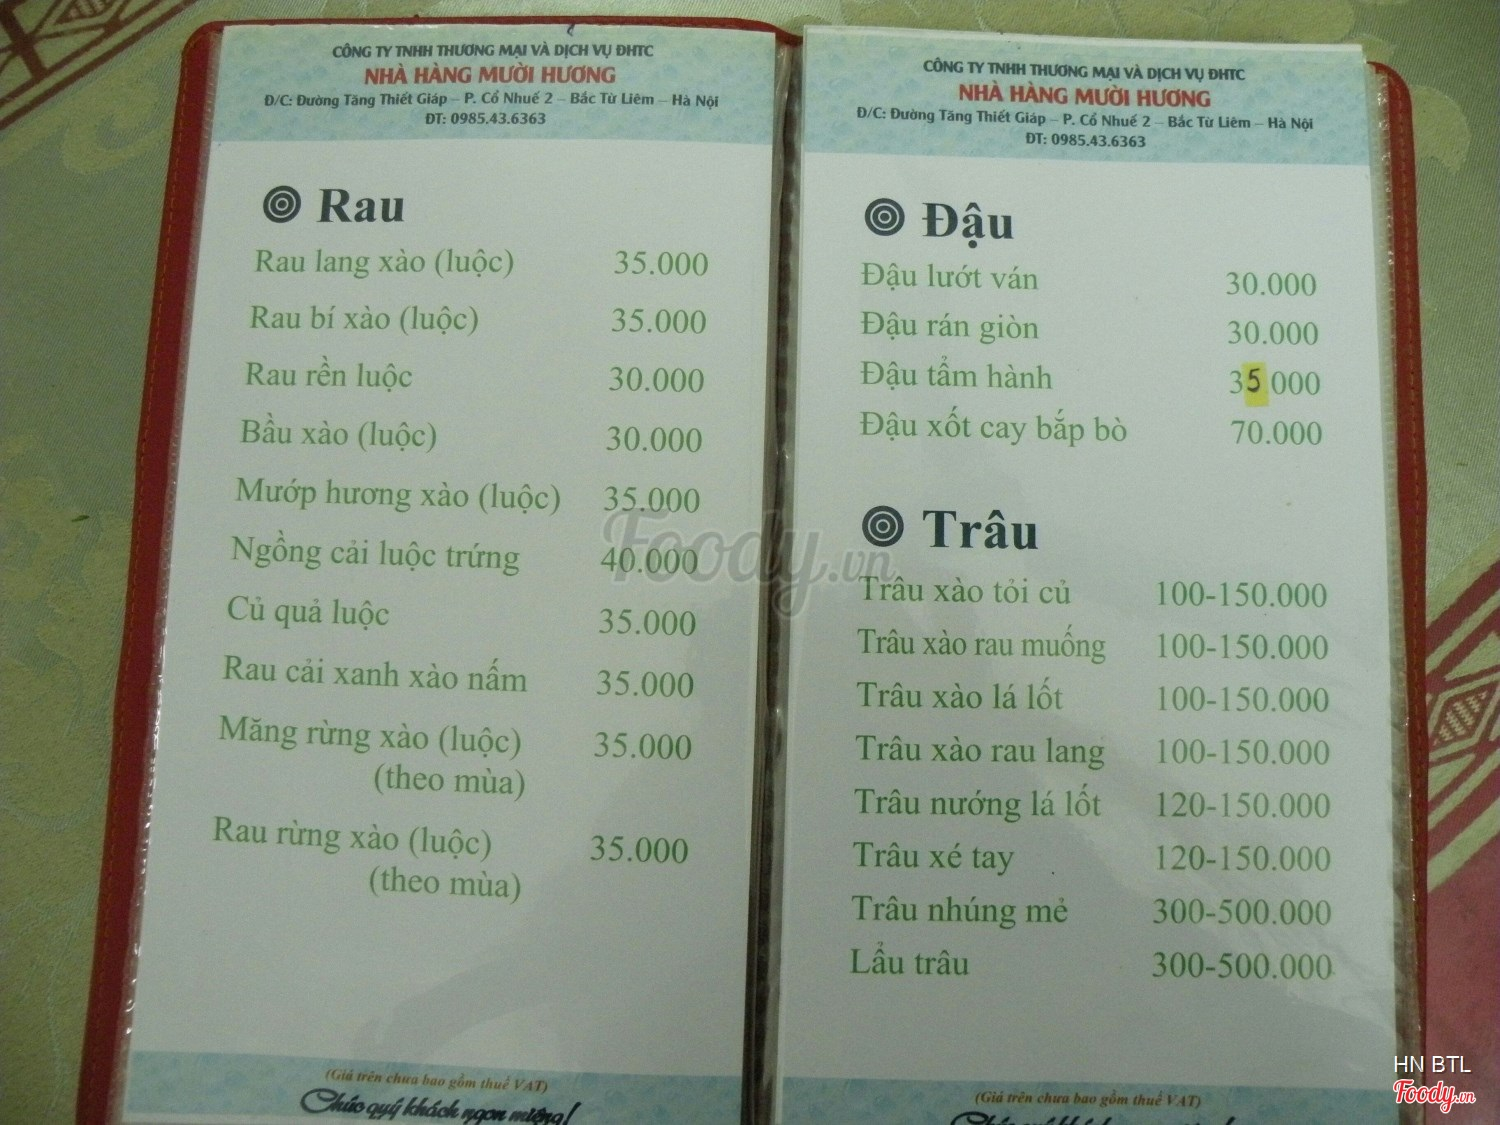 CÔNG TY TNHH THƯƠNG MẠI VÀ DỊCH VỤ ĐHTC
NHÀ HÀNG MƯỜI HƯƠNG
Đ/C: Đường Tăng Thiết Giáp – P. Cổ Nhuế 2 – Bắc Từ Liêm – Hà Nội
ĐT: 0985.43.6363
Rau
Rau lang xào (luộc) 35.000
Rau bí xào (luộc) 35.000
Rau rền luộc 30.000
Bầu xào (luộc) 30.000
Mướp hương xào (luộc) 35.000
Ngồng cải luộc trứng 40.000
Củ quả luộc 35.000
Rau cải xanh xào nấm 35.000
Măng rừng xào (luộc) 35.000
(theo mùa)
Rau rừng xào (luộc) 35.000
(theo mùa)
(Giá trên chưa bao gồm thuế VAT)
Chúc quý khách ngon miệng!
CÔNG TY TNHH THƯƠNG MẠI VÀ DỊCH VỤ ĐHTC
NHÀ HÀNG MƯỜI HƯƠNG
Đ/C: Đường Tăng Thiết Giáp – P. Cổ Nhuế 2 – Bắc Từ Liêm – Hà Nội
ĐT: 0985.43.6363
Đậu
Đậu lướt ván 30.000
Đậu rán giòn 30.000
Đậu tẩm hành 35.000
Đậu xốt cay bắp bò 70.000
Trâu
Trâu xào tỏi củ 100-150.000
Trâu xào rau muống 100-150.000
Trâu xào lá lốt 100-150.000
Trâu xào rau lang 100-150.000
Trâu nướng lá lốt 120-150.000
Trâu xé tay 120-150.000
Trâu nhúng mẻ 300-500.000
Lẩu trâu 300-500.000
(Giá trên chưa bao gồm thuế VAT)
Chúc quý khách
Foody.vn
HN BTL
Foody.vn